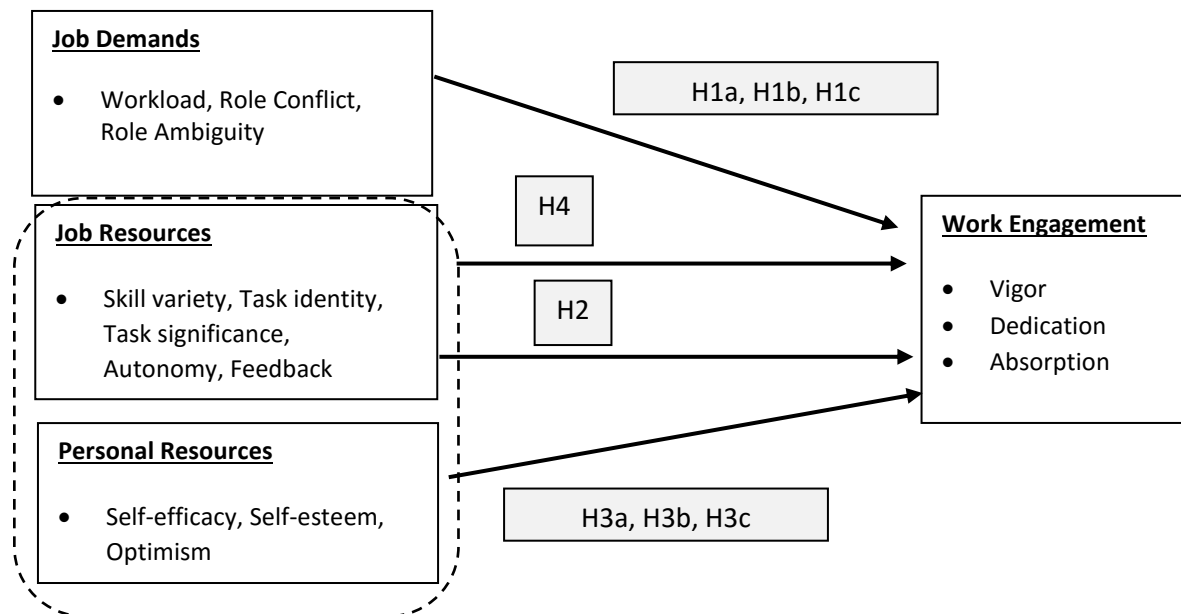 Job Demands
• Workload, Role Conflict,
Role Ambiguity
H1a, H1b, H1c
H4
Job Resources
• Skill variety, Task identity,
Task significance,
Autonomy, Feedback
H2
Work Engagement
• Vigor
• Dedication
• Absorption
Personal Resources
• Self-efficacy, Self-esteem,
Optimism
H3a, H3b, H3c